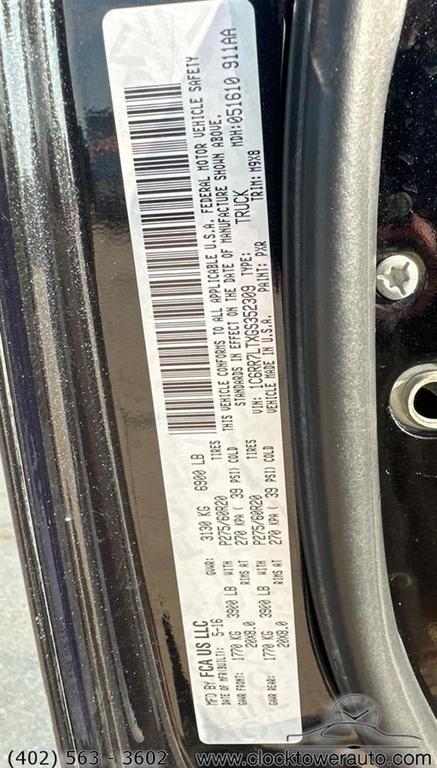 MFD BY FCA US LLC
DATE OF MFR(BUILT): 5-16 GVWR: 3130 KG 6900 LB
GAWR FRONT: 1770 KG 3900 LB WITH P275/60R20 TIRES
20X8.0 RIMS AT 270 KPA ( 39 PSI) COLD
GAWR REAR: 1770 KG 3900 LB WITH P275/60R20 TIRES
20X8.0 RIMS AT 270 KPA ( 39 PSI) COLD
THIS VEHICLE CONFORMS TO ALL APPLICABLE U.S.A. FEDERAL MOTOR VEHICLE SAFETY
STANDARDS IN EFFECT ON THE DATE OF MANUFACTURE SHOWN ABOVE.
VIN: 1C6RR7LTXGS352309 TYPE: TRUCK MDH: 051610 911AA
VEHICLE MADE IN U.S.A. PAINT: PXR TRIM: M9X8
(402) 563 - 3602 www.clocktowerauto.com